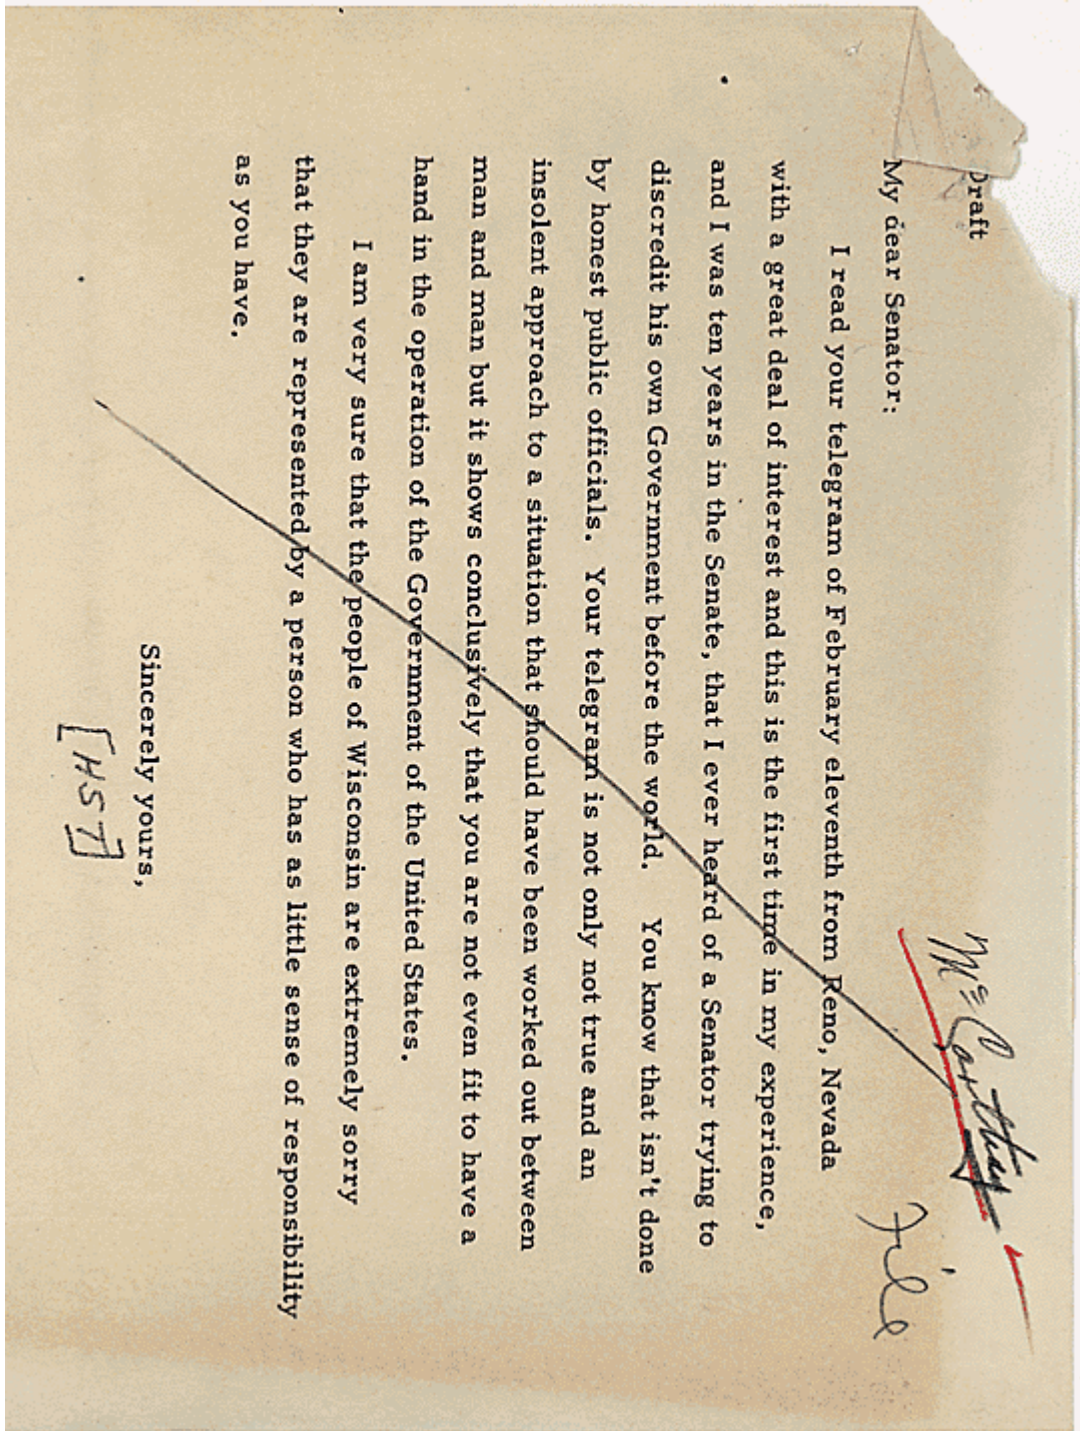 Draft
McCarthy
File
My dear Senator:
I read your telegram of February eleventh from Reno, Nevada
with a great deal of interest and this is the first time in my experience,
and I was ten years in the Senate, that I ever heard of a Senator trying to
discredit his own Government before the world. You know that isn't done
by honest public officials. Your telegram is not only not true and an
insolent approach to a situation that should have been worked out between
man and man but it shows conclusively that you are not even fit to have a
hand in the operation of the Government of the United States.
I am very sure that the people of Wisconsin are extremely sorry
that they are represented by a person who has as little sense of responsibility
as you have.
Sincerely yours,
[HST]